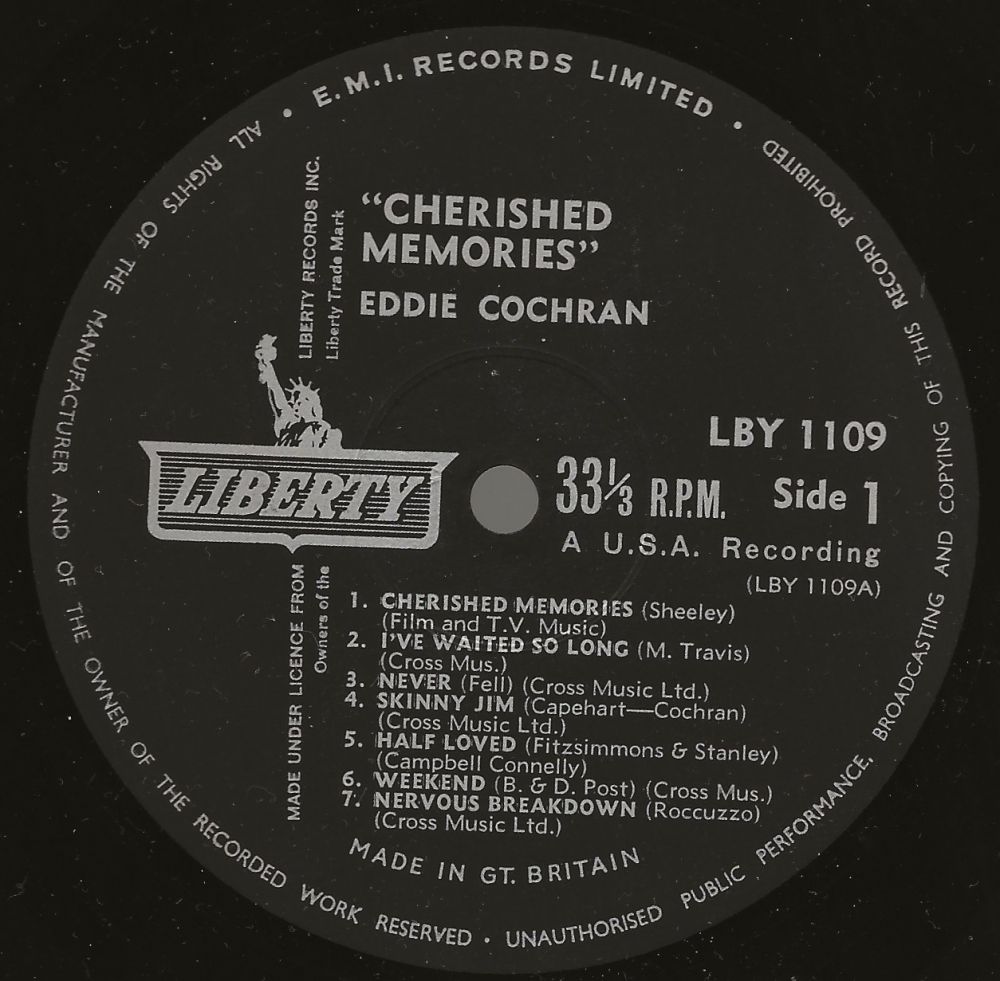 E.M.I. RECORDS LIMITED •
ALL RIGHTS OF THE MANUFACTURER AND OF THE OWNER OF THE RECORDED WORK RESERVED • UNAUTHORISED PUBLIC PERFORMANCE, BROADCASTING AND COPYING OF THIS RECORD PROHIBITED
•
"CHERISHED
MEMORIES"
EDDIE COCHRAN
LIBERTY RECORDS INC.
Liberty Trade Mark
LIBERTY
MADE UNDER LICENCE FROM
Owners of the
LBY 1109
33⅓ R.P.M. Side 1
A U.S.A. Recording
(LBY 1109A)
1. CHERISHED MEMORIES (Sheeley)
(Film and T.V. Music)
2. I'VE WAITED SO LONG (M. Travis)
(Cross Mus.)
3. NEVER (Fell) (Cross Music Ltd.)
4. SKINNY JIM (Capehart—Cochran)
(Cross Music Ltd.)
5. HALF LOVED (Fitzsimmons & Stanley)
(Campbell Connelly)
6. WEEKEND (B. & D. Post) (Cross Mus.)
7. NERVOUS BREAKDOWN (Roccuzzo)
(Cross Music Ltd.)
MADE IN GT. BRITAIN